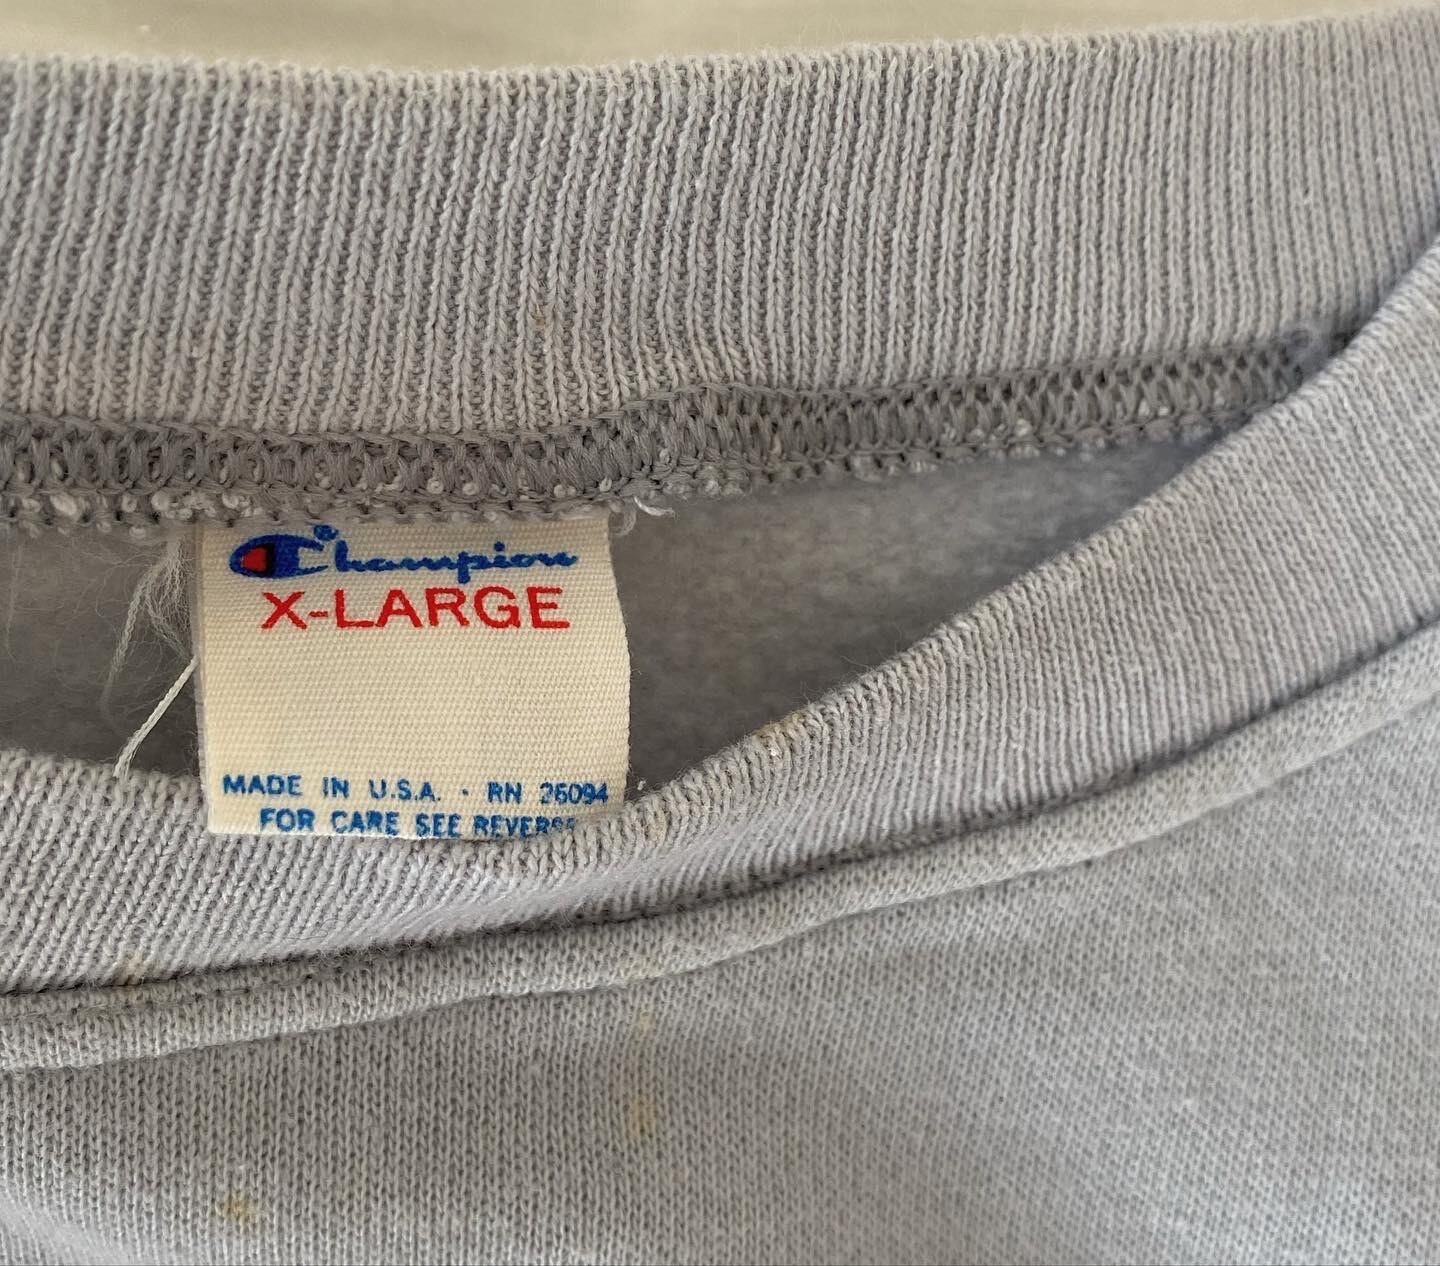 Champion®
X-LARGE
MADE IN U.S.A. · RN 26094
FOR CARE SEE REVERSE